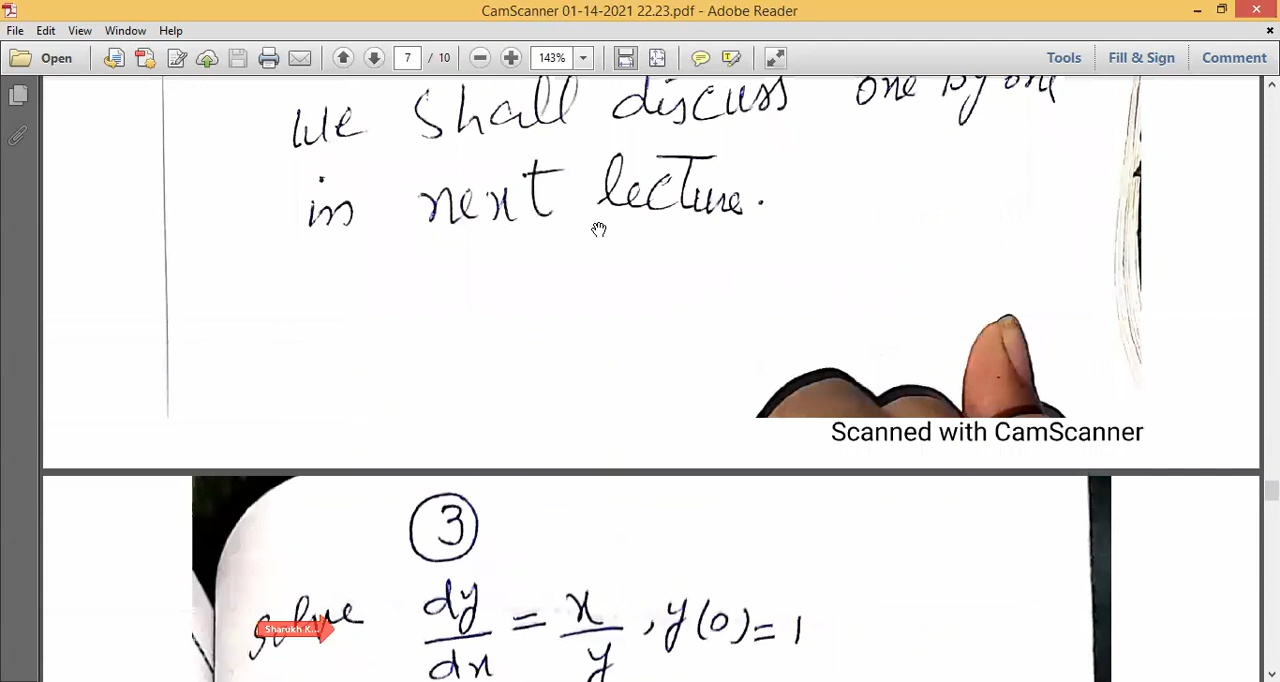 CamScanner 01-14-2021 22.23.pdf - Adobe Reader
File Edit View Window Help
Open 7 / 10 143% Tools Fill & Sign Comment
we shall discuss one by one
in next lecture.
Scanned with CamScanner
3
solve dy/dx = x/y , y(0) = 1
Sharukh K...